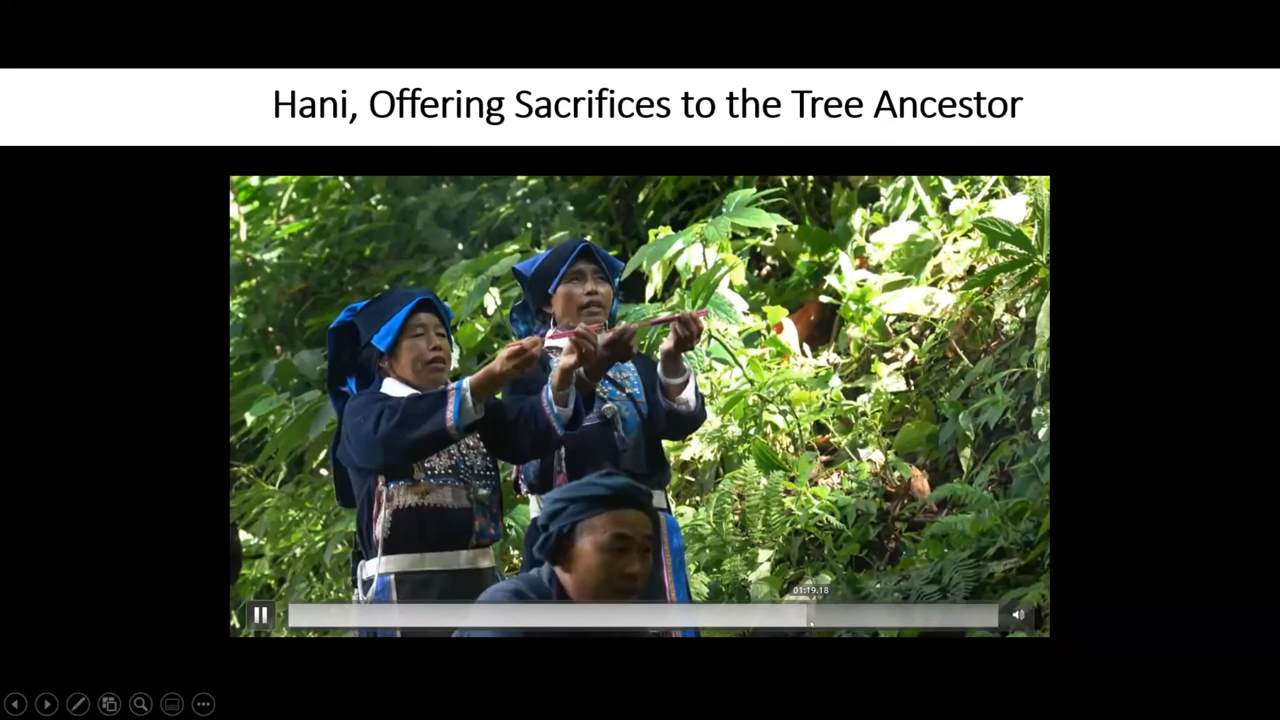 Hani, Offering Sacrifices to the Tree Ancestor
01:19.18